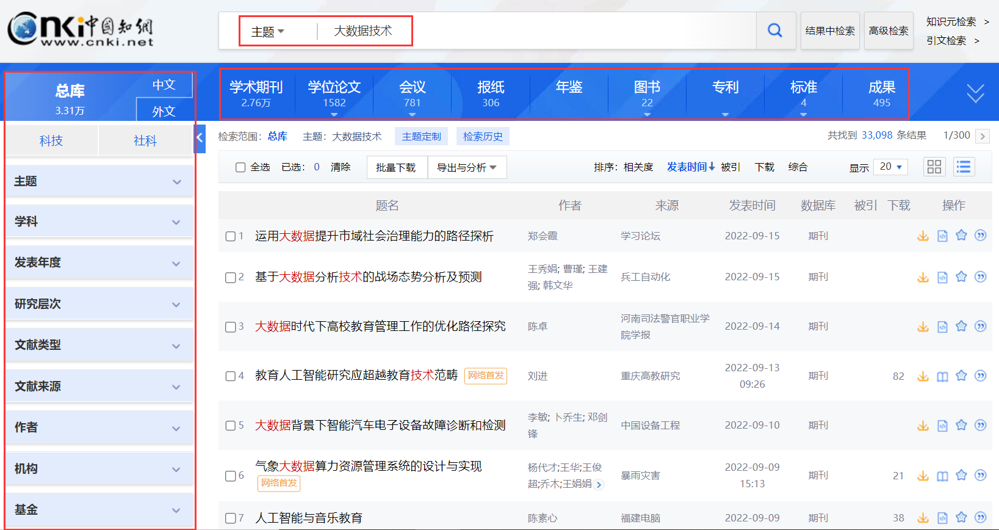 cnki 中国知網
www.cnki.net
主题 大数据技术
结果中检索 高级检索
知识元检索 >
引文检索 >
总库
3.31万
中文
外文
学术期刊 学位论文 会议 报纸 年鉴 图书 专利 标准 成果
2.76万 1582 781 306 22 4 495
科技 社科
检索范围：总库 主题：大数据技术 主题定制 检索历史 共找到 33,098 条结果 1/300 >
全选 已选：0 清除 批量下载 导出与分析 排序：相关度 发表时间↓ 被引 下载 综合 显示 20
主题
学科
发表年度
研究层次
文献类型
文献来源
作者
机构
基金
题名 作者 来源 发表时间 数据库 被引 下载 操作
1 运用大数据提升市域社会治理能力的路径探析 郑会霞 学习论坛 2022-09-15 期刊
2 基于大数据分析技术的战场态势分析及预测 王秀娟; 曹瑾; 王建
强; 韩文华 兵工自动化 2022-09-15 期刊
3 大数据时代下高校教育管理工作的优化路径探究 陈卓 河南司法警官职业学
院学报 2022-09-14 期刊
4 教育人工智能研究应超越教育技术范畴 网络首发 刘进 重庆高教研究 2022-09-13
09:26 期刊 82
5 大数据背景下智能汽车电子设备故障诊断和检测 李敏; 卜乔生; 邓剑
锋 中国设备工程 2022-09-10 期刊
6 气象大数据算力资源管理系统的设计与实现
网络首发 杨代才;王华;王俊
超;乔木;王娟娟 暴雨灾害 2022-09-09
15:13 期刊 21
7 人工智能与音乐教育 陈素心 福建电脑 2022-09-09 期刊 38